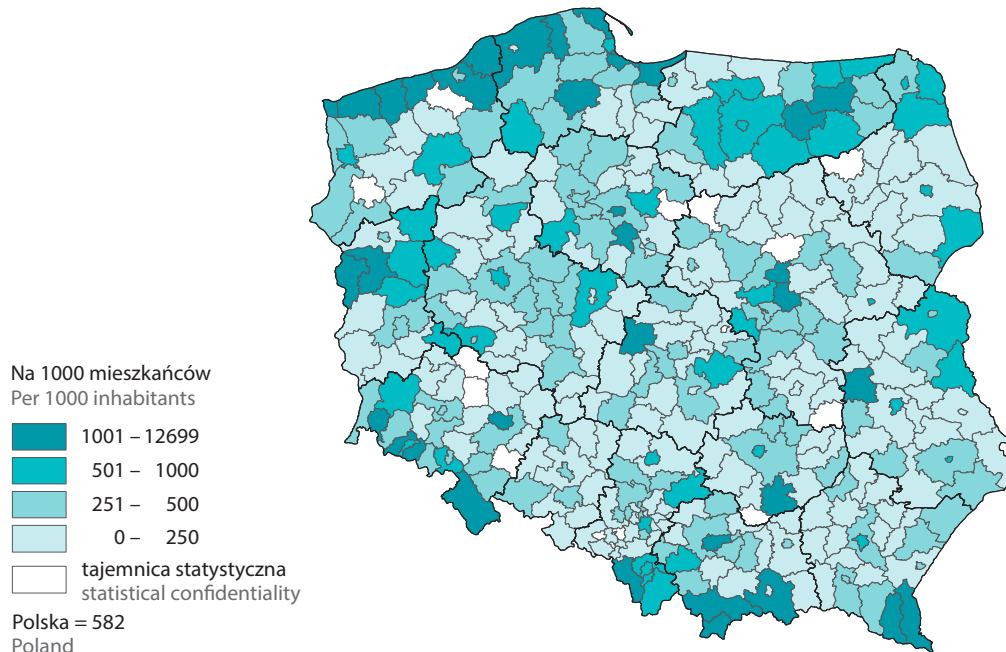 Na 1000 mieszkańców
Per 1000 inhabitants
1001 – 12699
501 – 1000
251 – 500
0 – 250
tajemnica statystyczna
statistical confidentiality
Polska = 582
Poland